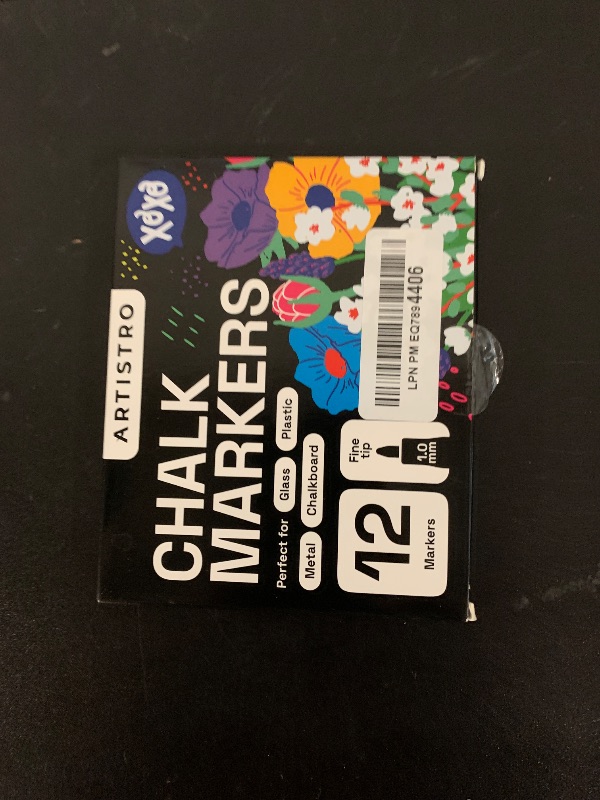 ARTISTRO
xoxo
CHALK
MARKERS
Perfect for Glass Plastic
Metal Chalkboard
12
Markers
Fine
tip
1.0
mm
LPN PM EQ7894406